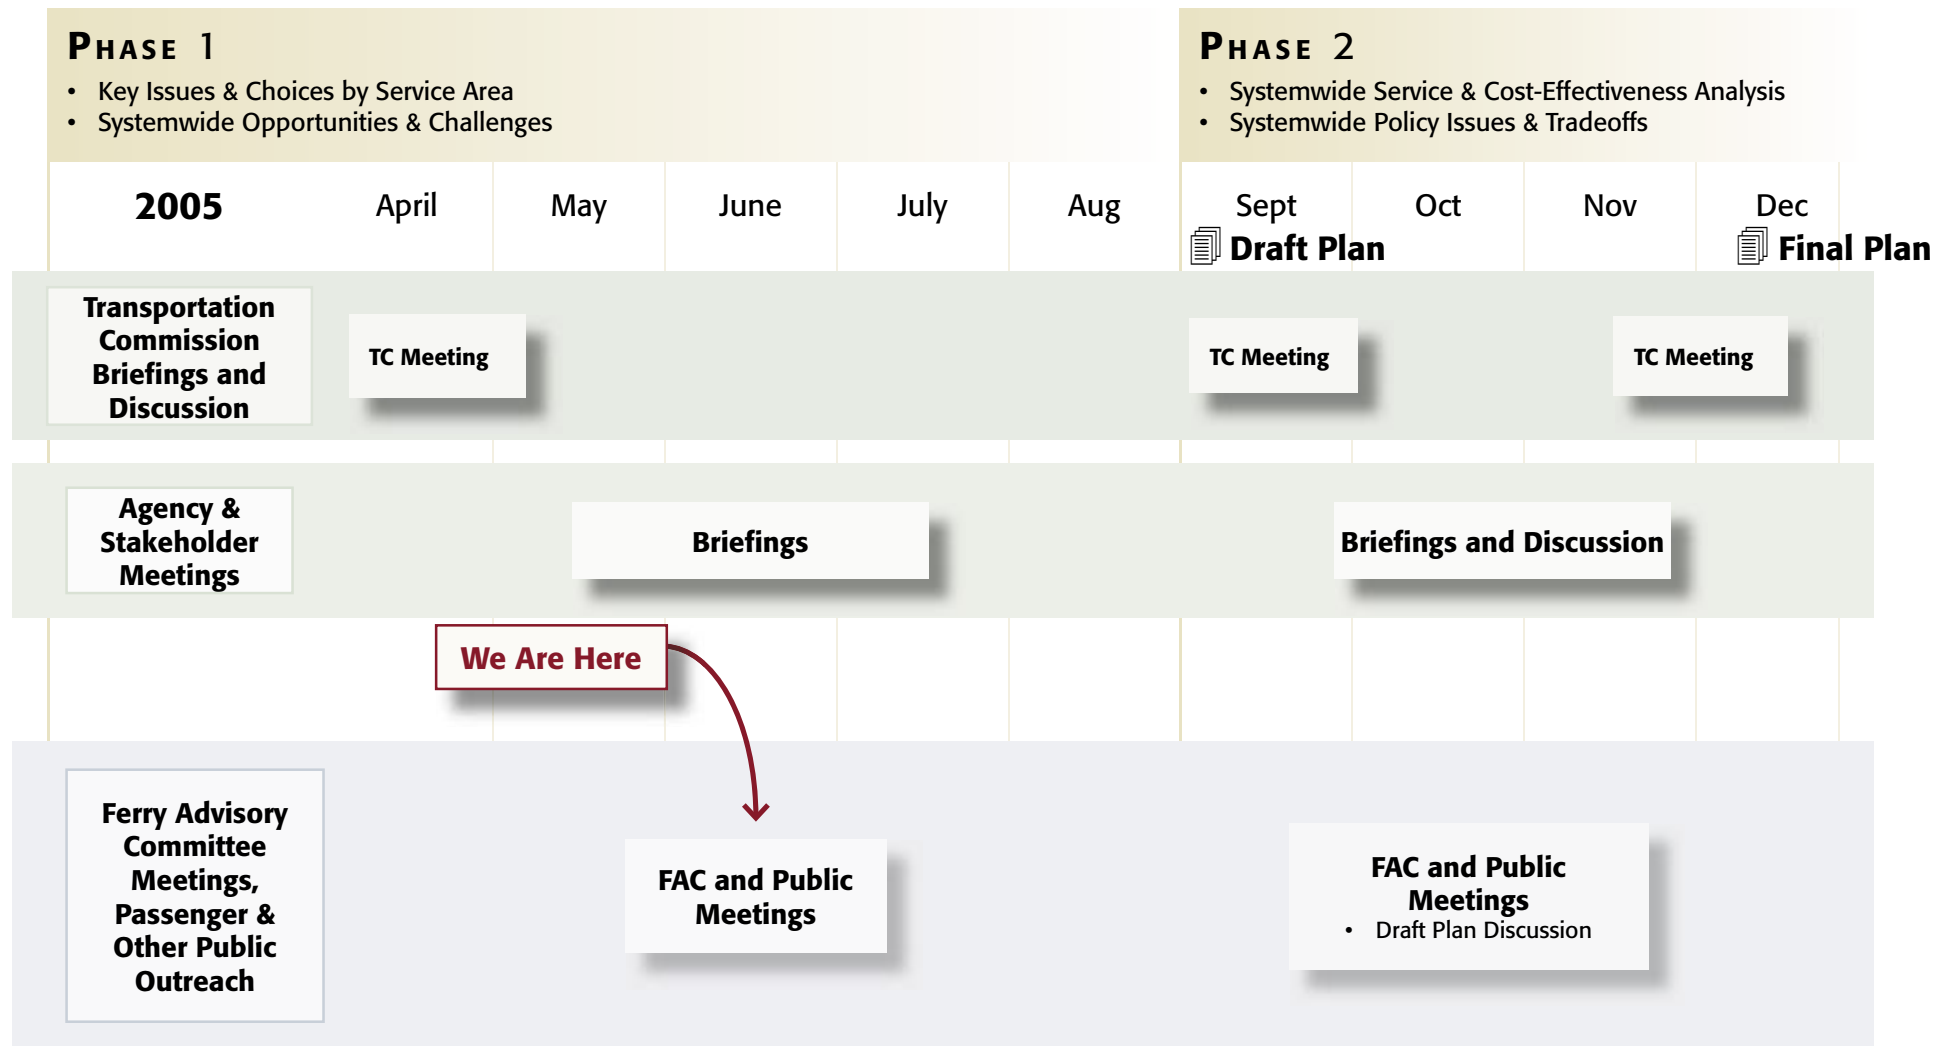 PHASE 1
• Key Issues & Choices by Service Area
• Systemwide Opportunities & Challenges
PHASE 2
• Systemwide Service & Cost-Effectiveness Analysis
• Systemwide Policy Issues & Tradeoffs
2005 April May June July Aug Sept Oct Nov Dec
Draft Plan Final Plan
Transportation
Commission
Briefings and
Discussion
TC Meeting TC Meeting TC Meeting
Agency &
Stakeholder
Meetings
Briefings Briefings and Discussion
We Are Here
Ferry Advisory
Committee
Meetings,
Passenger &
Other Public
Outreach
FAC and Public
Meetings
FAC and Public
Meetings
• Draft Plan Discussion